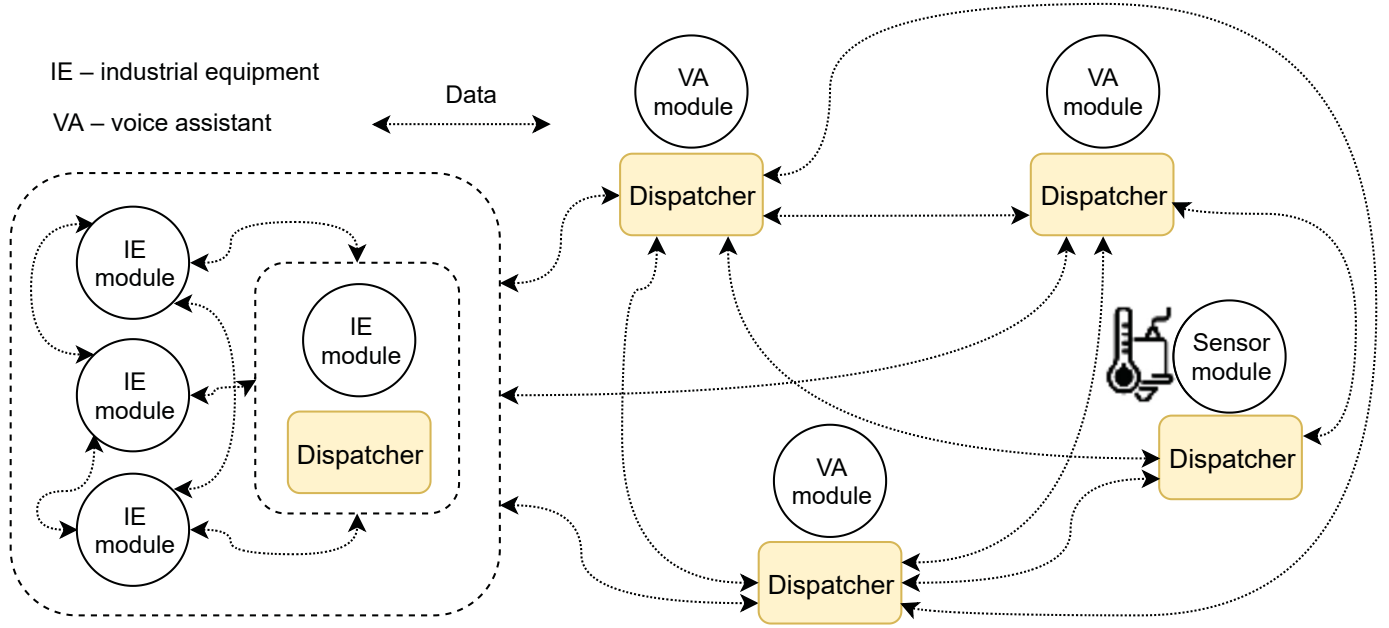 IE – industrial equipment
VA – voice assistant
Data
VA
module
Dispatcher
VA
module
Dispatcher
IE
module
IE
module
IE
module
IE
module
Dispatcher
Sensor
module
Dispatcher
VA
module
Dispatcher